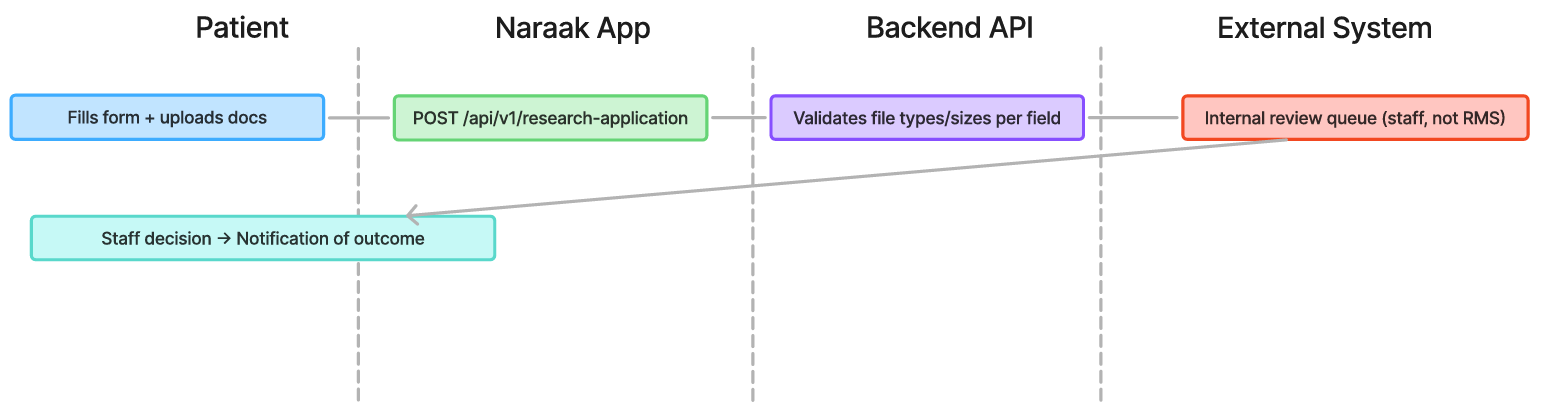 Patient
Naraak App
Backend API
External System
Fills form + uploads docs
POST /api/v1/research-application
Validates file types/sizes per field
Internal review queue (staff, not RMS)
Staff decision → Notification of outcome